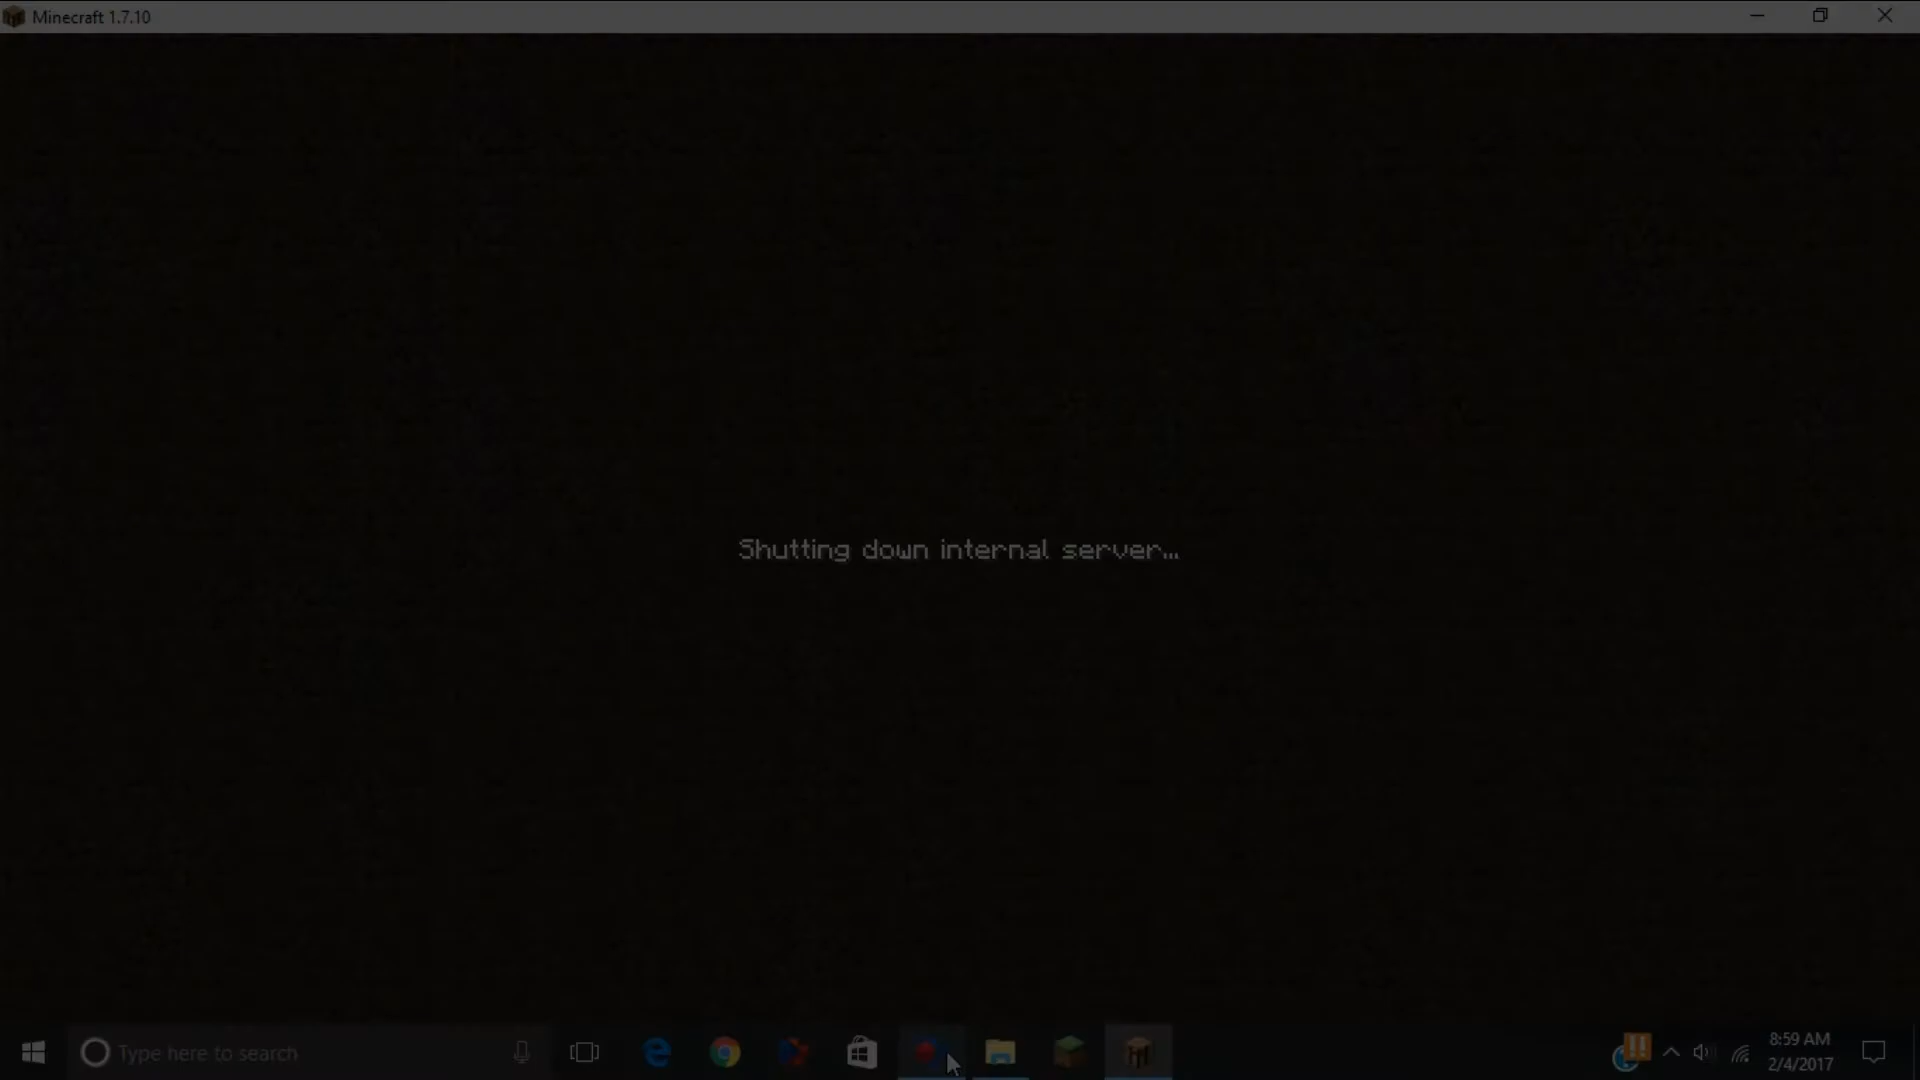 Minecraft 1.7.10
Shutting down internal server...
Type here to search
8:59 AM
2/4/2017